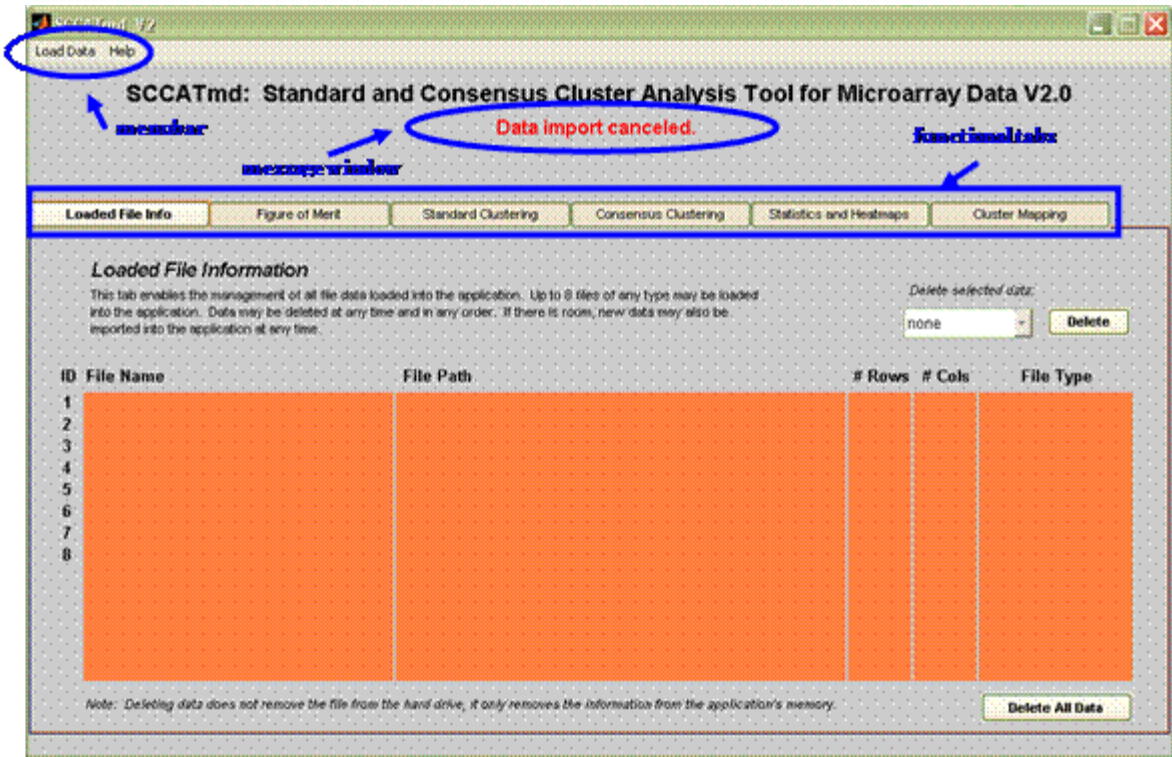 SCCATmd V2
Load Data Help
SCCATmd: Standard and Consensus Cluster Analysis Tool for Microarray Data V2.0
menubar
Data import canceled.
functional tabs
message window
Loaded File Info Figure of Merit Standard Clustering Consensus Clustering Statistics and Heatmaps Cluster Mapping
Loaded File Information
This tab enables the management of all file data loaded into the application. Up to 8 files of any type may be loaded
into the application. Data may be deleted at any time and in any order. If there is room, new data may also be
imported into the application at any time.
Delete selected data:
none Delete
ID File Name File Path # Rows # Cols File Type
1
2
3
4
5
6
7
8
Note: Deleting data does not remove the file from the hard drive, it only removes the information from the application's memory.
Delete All Data